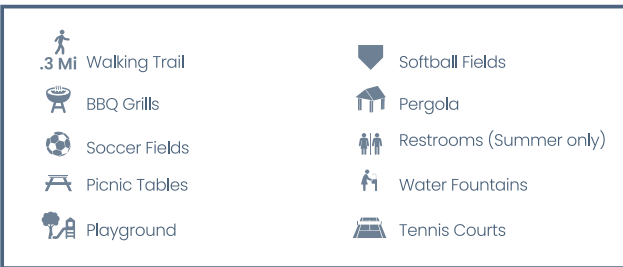 .3 Mi Walking Trail
BBQ Grills
Soccer Fields
Picnic Tables
Playground
Softball Fields
Pergola
Restrooms (Summer only)
Water Fountains
Tennis Courts